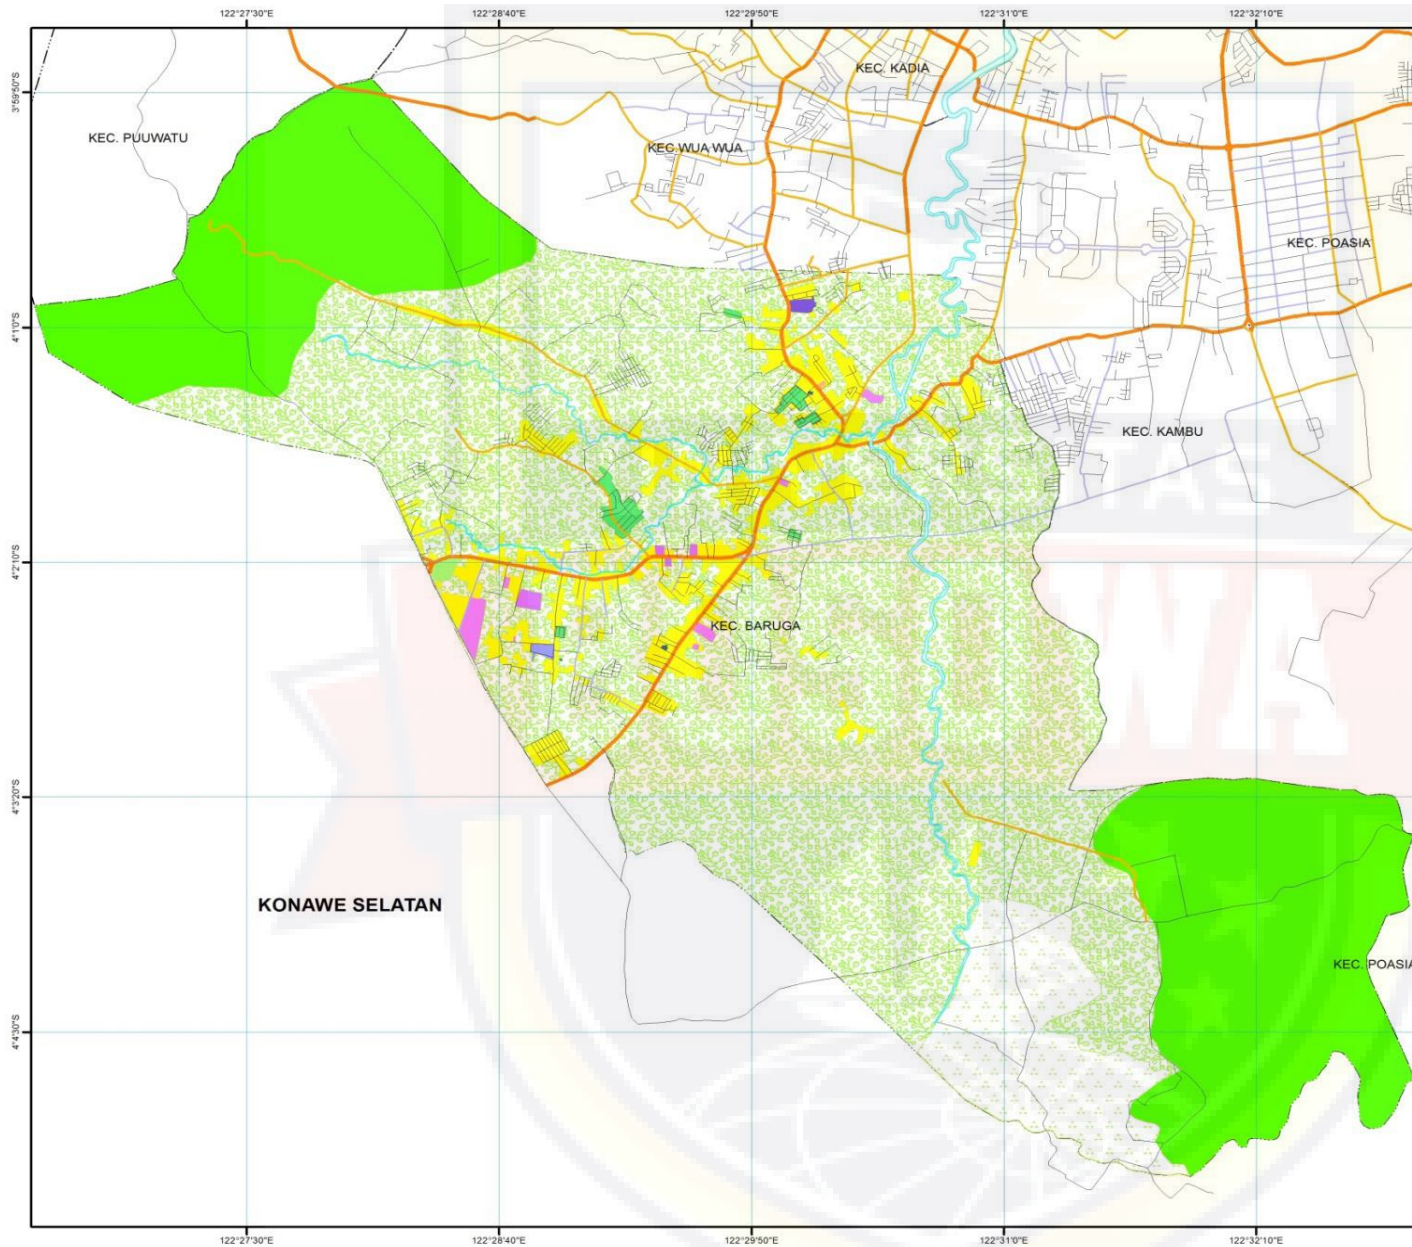 122°27'30"E
122°28'40"E
122°29'50"E
122°31'0"E
122°32'10"E
3°59'50"S
KEC. KADIA
KEC. PUUWATU
KEC.WUA WUA
KEC. POASIA
4°1'0"S
KEC. KAMBU
TAS
4°2'10"S
WA
KEC. BARUGA
4°3'20"S
KONAWE SELATAN
KEC. POASIA
4°4'30"S
122°27'30"E
122°28'40"E
122°29'50"E
122°31'0"E
122°32'10"E